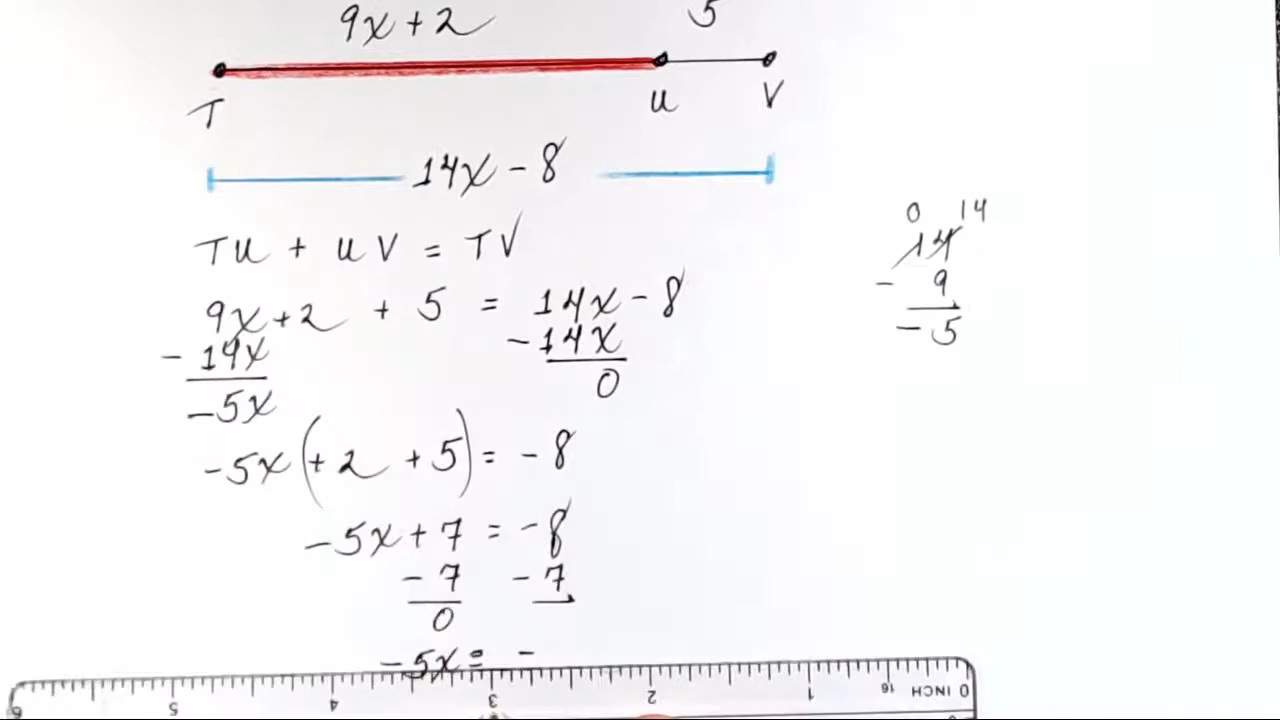 9x+2 5
T u V
14x-8
Tu + uV = TV
9x+2 + 5 = 14x-8
-14x -14x
-5x 0
-5x(+2 +5) = -8
-5x+7 = -8
-7 -7
0
-5x = -
0 14
14
- 9
-5
6 5 4 3 2 1 16 0 INCH